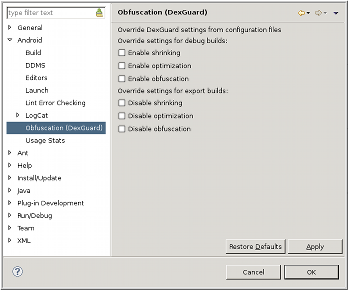 type filter text
General
Android
Build
DDMS
Editors
Launch
Lint Error Checking
LogCat
Obfuscation (DexGuard)
Usage Stats
Ant
Help
Install/Update
Java
Plug-in Development
Run/Debug
Team
XML
Obfuscation (DexGuard)
Override DexGuard settings from configuration files
Override settings for debug builds:
Enable shrinking
Enable optimization
Enable obfuscation
Override settings for export builds:
Disable shrinking
Disable optimization
Disable obfuscation
Restore Defaults
Apply
?
Cancel
OK